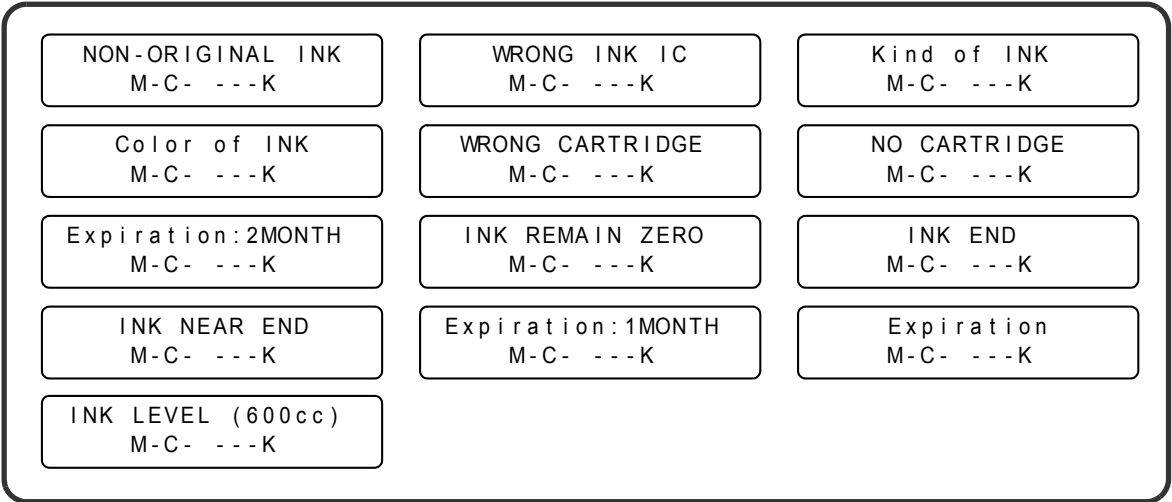 NON-ORIGINAL INK
M-C- ---K
WRONG INK IC
M-C- ---K
Kind of INK
M-C- ---K
Color of INK
M-C- ---K
WRONG CARTRIDGE
M-C- ---K
NO CARTRIDGE
M-C- ---K
Expiration:2MONTH
M-C- ---K
INK REMAIN ZERO
M-C- ---K
INK END
M-C- ---K
INK NEAR END
M-C- ---K
Expiration:1MONTH
M-C- ---K
Expiration
M-C- ---K
INK LEVEL (600cc)
M-C- ---K